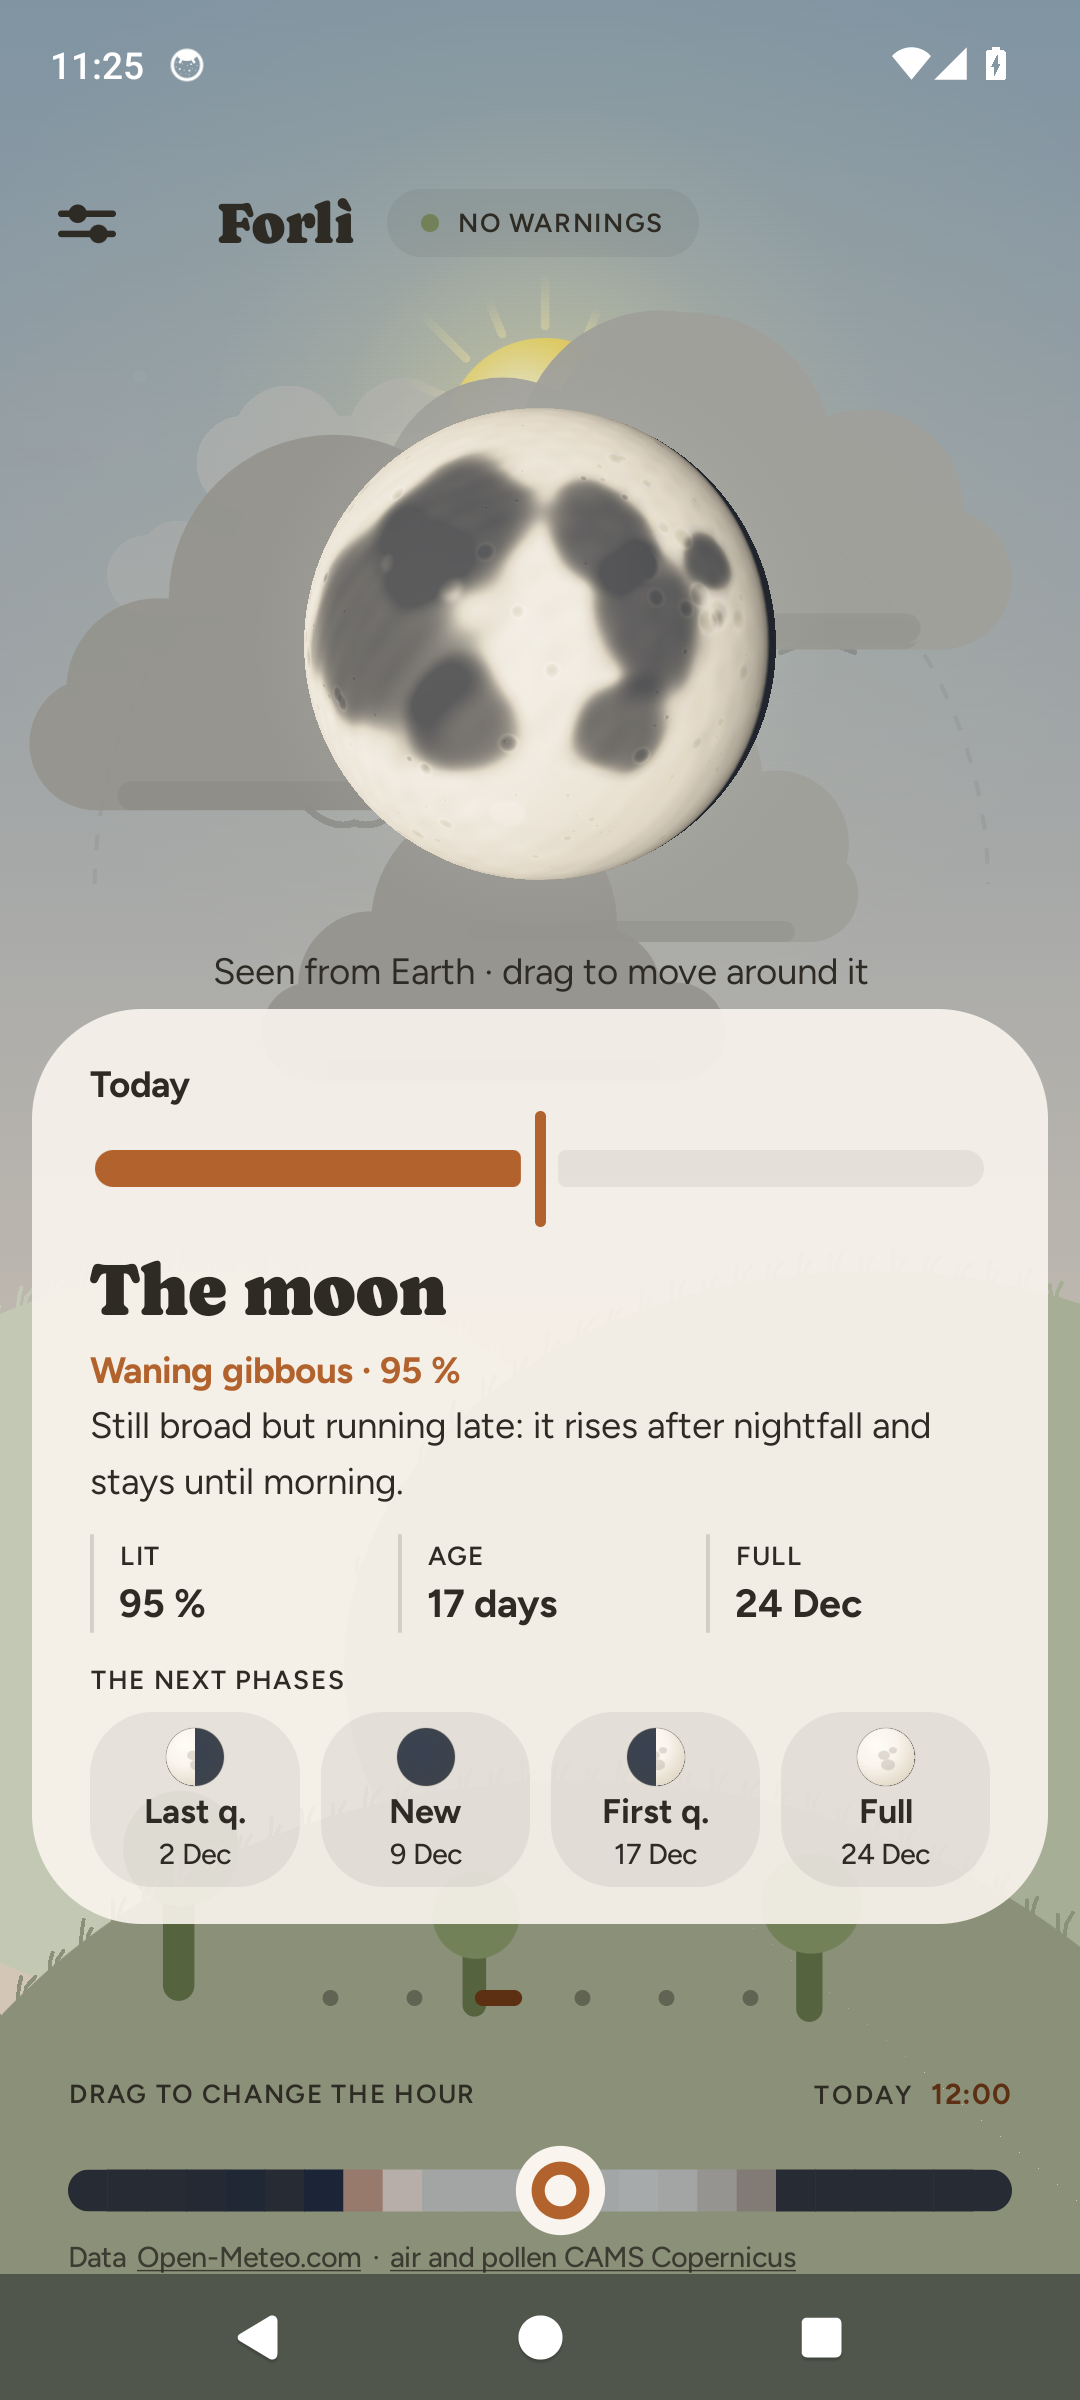 11:25
Forlì
NO WARNINGS
Seen from Earth · drag to move around it
Today
The moon
Waning gibbous · 95 %
Still broad but running late: it rises after nightfall and
stays until morning.
LIT AGE FULL
95 % 17 days 24 Dec
THE NEXT PHASES
Last q. New First q. Full
2 Dec 9 Dec 17 Dec 24 Dec
DRAG TO CHANGE THE HOUR TODAY 12:00
Data Open-Meteo.com · air and pollen CAMS Copernicus